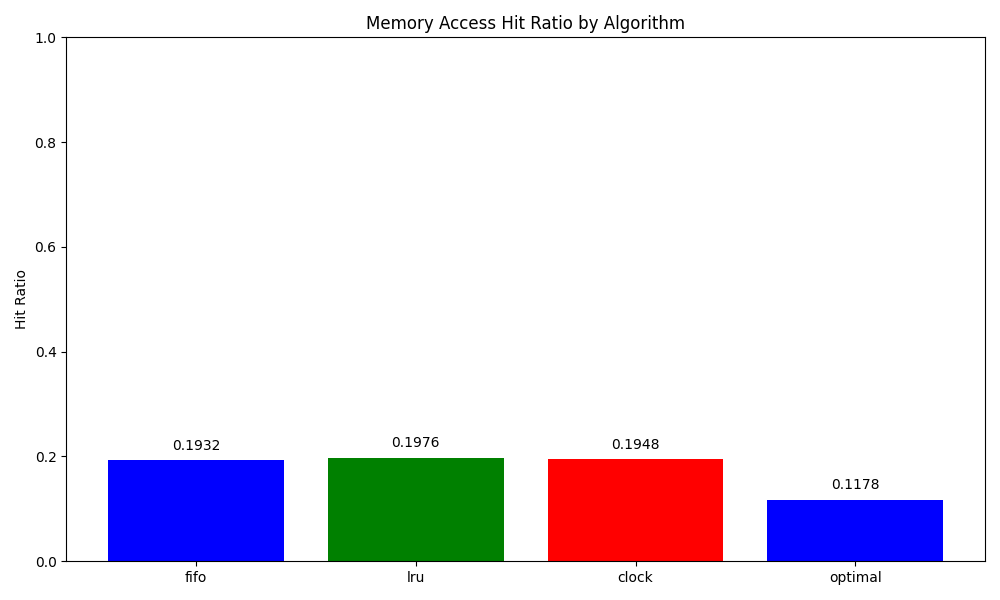 Memory Access Hit Ratio by Algorithm
1.0
0.8
0.6
0.4
0.2
0.0
Hit Ratio
0.1932
0.1976
0.1948
0.1178
fifo
lru
clock
optimal